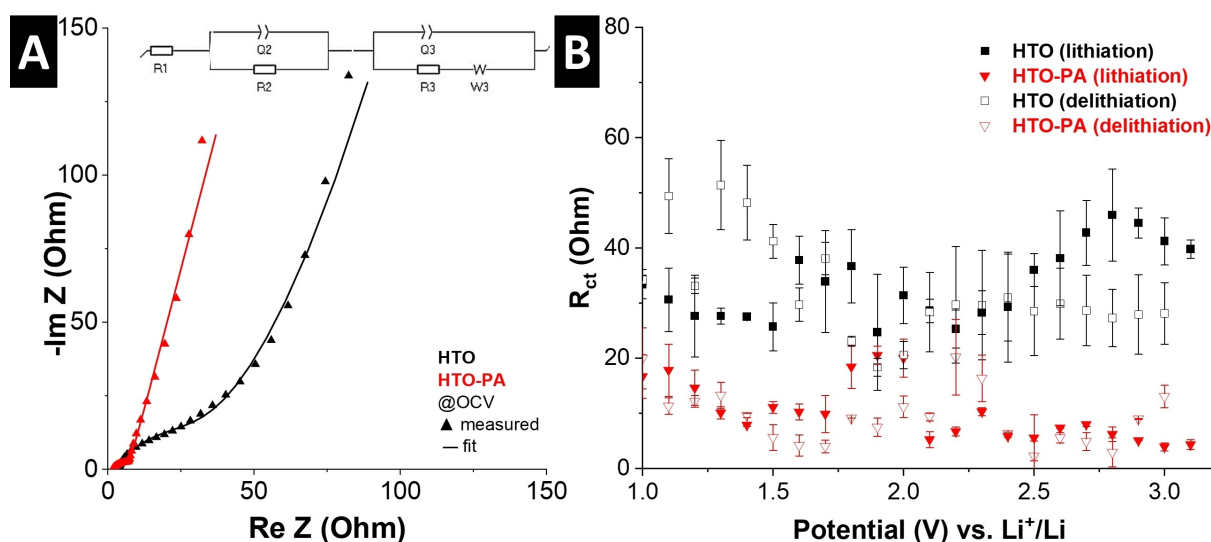 A
150
100
50
0
-Im Z (Ohm)
0
50
100
150
Re Z (Ohm)
R1
Q2
R2
Q3
R3
W3
HTO
HTO-PA
@OCV
measured
fit
B
80
60
40
20
0
R_ct (Ohm)
1.0
1.5
2.0
2.5
3.0
Potential (V) vs. Li⁺/Li
HTO (lithiation)
HTO-PA (lithiation)
HTO (delithiation)
HTO-PA (delithiation)